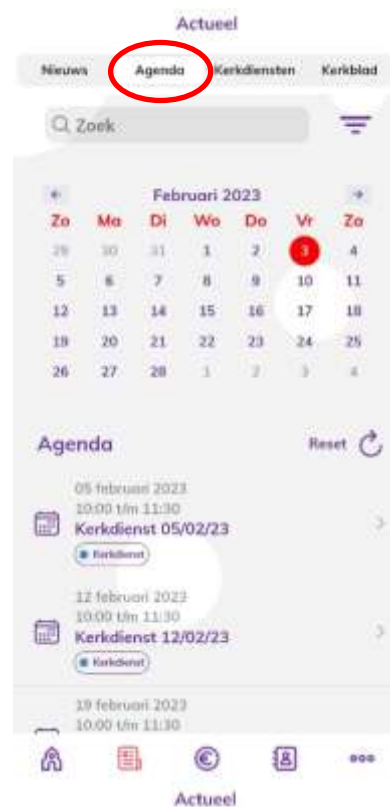 Actueel
Nieuws Agenda Kerkdiensten Kerkblad
Zoek
Februari 2023
Zo Ma Di Wo Do Vr Za
29 30 31 1 2 3 4
5 6 7 8 9 10 11
12 13 14 15 16 17 18
19 20 21 22 23 24 25
26 27 28 1 2 3 4
Agenda Reset
05 februari 2023
10:00 t/m 11:30
Kerkdienst 05/02/23
Kerkdienst
12 februari 2023
10:00 t/m 11:30
Kerkdienst 12/02/23
Kerkdienst
19 februari 2023
10:00 t/m 11:30
Actueel